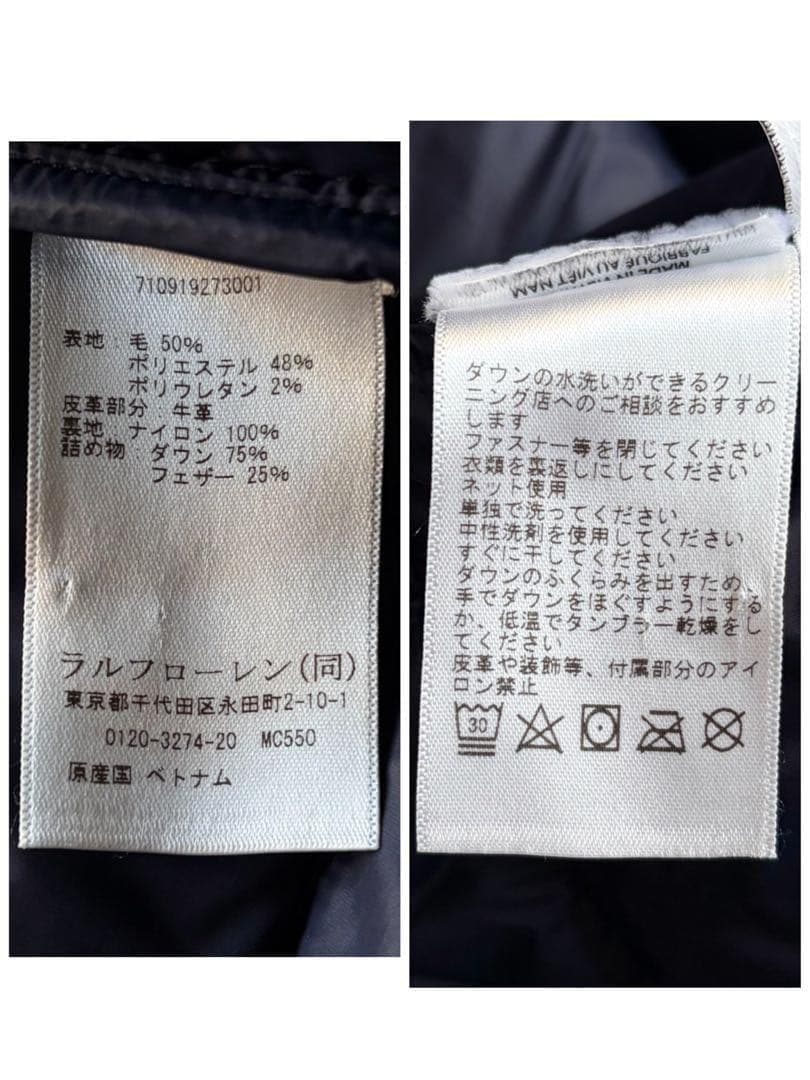 710919273001
表地：毛 50%
ポリエステル 48%
ポリウレタン 2%
皮革部分：牛革
裏地：ナイロン 100%
詰め物：ダウン 75%
フェザー 25%
ラルフローレン(同)
東京都千代田区永田町2-10-1
0120-3274-20 MC550
原産国 ベトナム
MADE IN
FABRIQUE AU VIET NAM
ダウンの水洗いができるクリー
ニング店へのご相談をおすすめ
します
ファスナー等を閉じてください
衣類を裏返しにしてください
ネット使用
単独で洗ってください
中性洗剤を使用してください
すぐに干してください
ダウンのふくらみを出すため、
手でダウンをほぐすようにする
か、低温でタンブラー乾燥をし
てください
皮革や装飾等、付属部分のアイ
ロン禁止
30